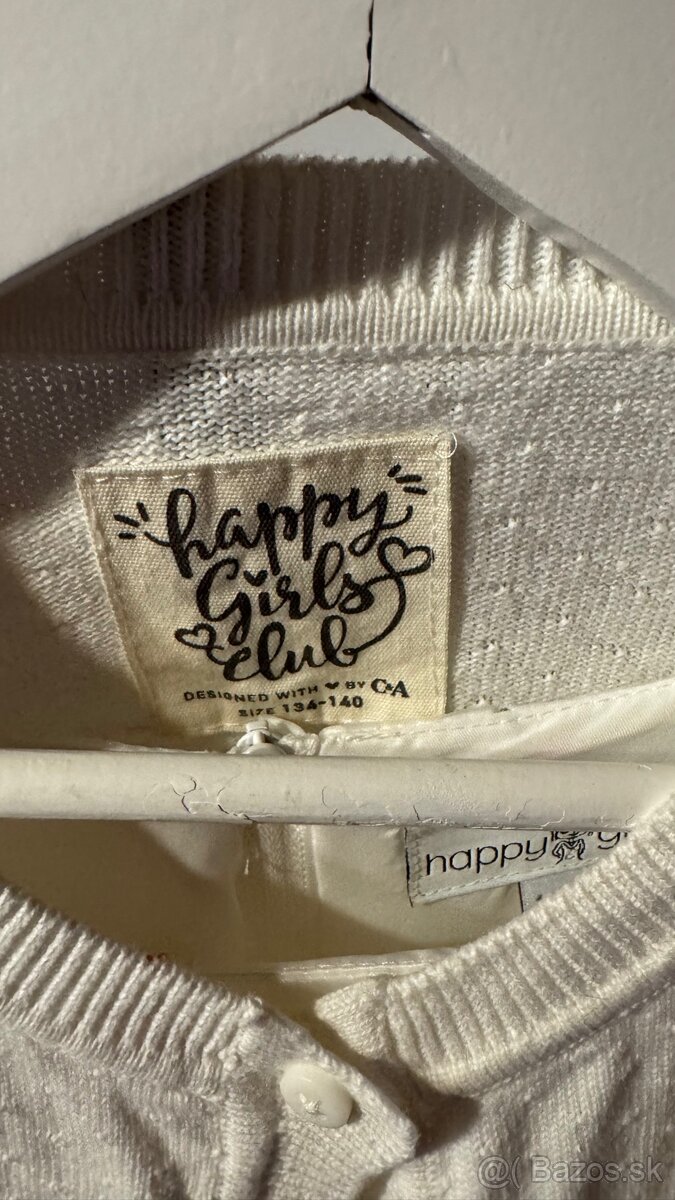 happy
Girls
club
DESIGNED WITH ❤ BY C&A
SIZE 134-140
happy
@( Bazos.sk